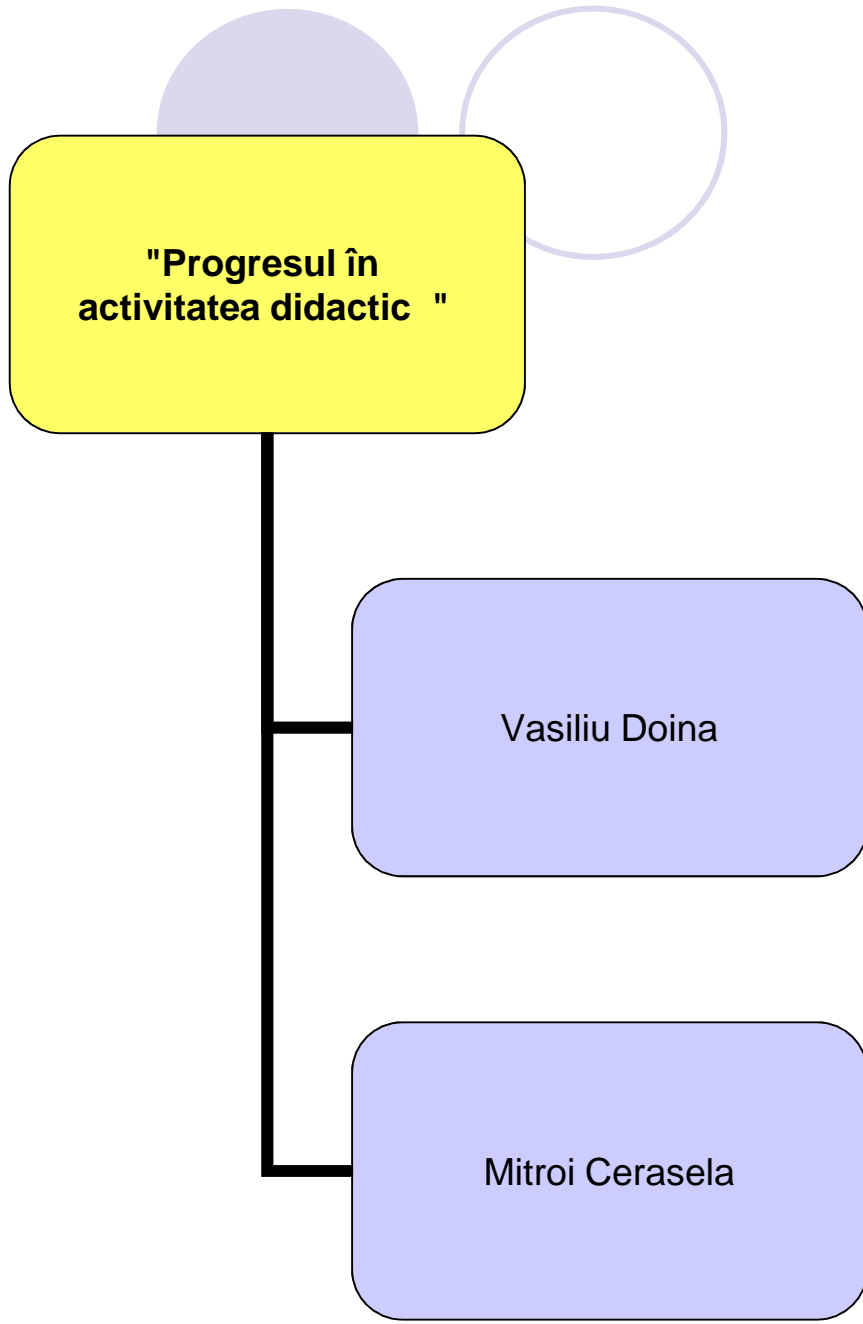 "Progresul în
activitatea didactic  "
Vasiliu Doina
Mitroi Cerasela